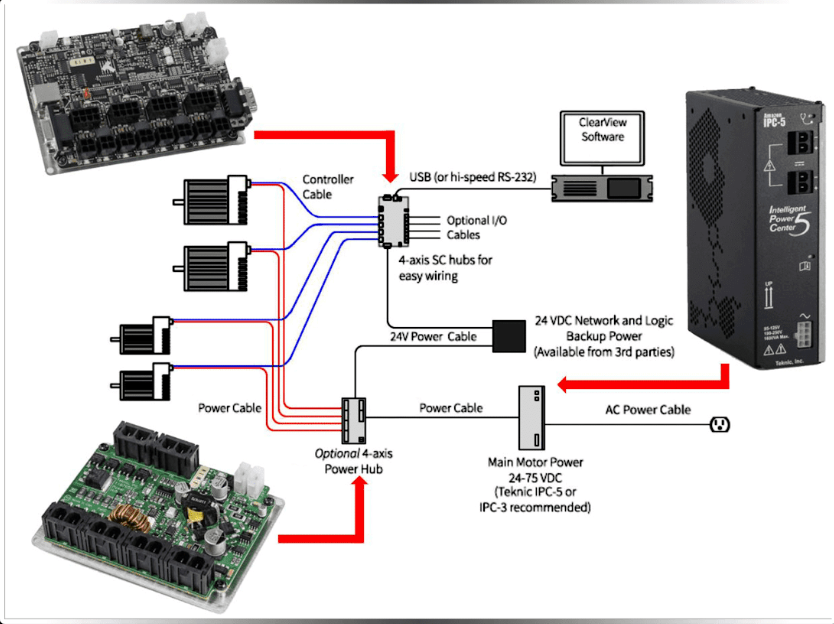 AMAZING
IPC-5
ClearView
Software
Controller
Cable
USB (or hi-speed RS-232)
Optional I/O
Cables
4-axis SC hubs for
easy wiring
Intelligent
Power
Center 5
UP
24V Power Cable
24 VDC Network and Logic
Backup Power
(Available from 3rd parties)
Teknic, Inc.
Power Cable
Power Cable
AC Power Cable
Optional 4-axis
Power Hub
Main Motor Power
24-75 VDC
(Teknic IPC-5 or
IPC-3 recommended)